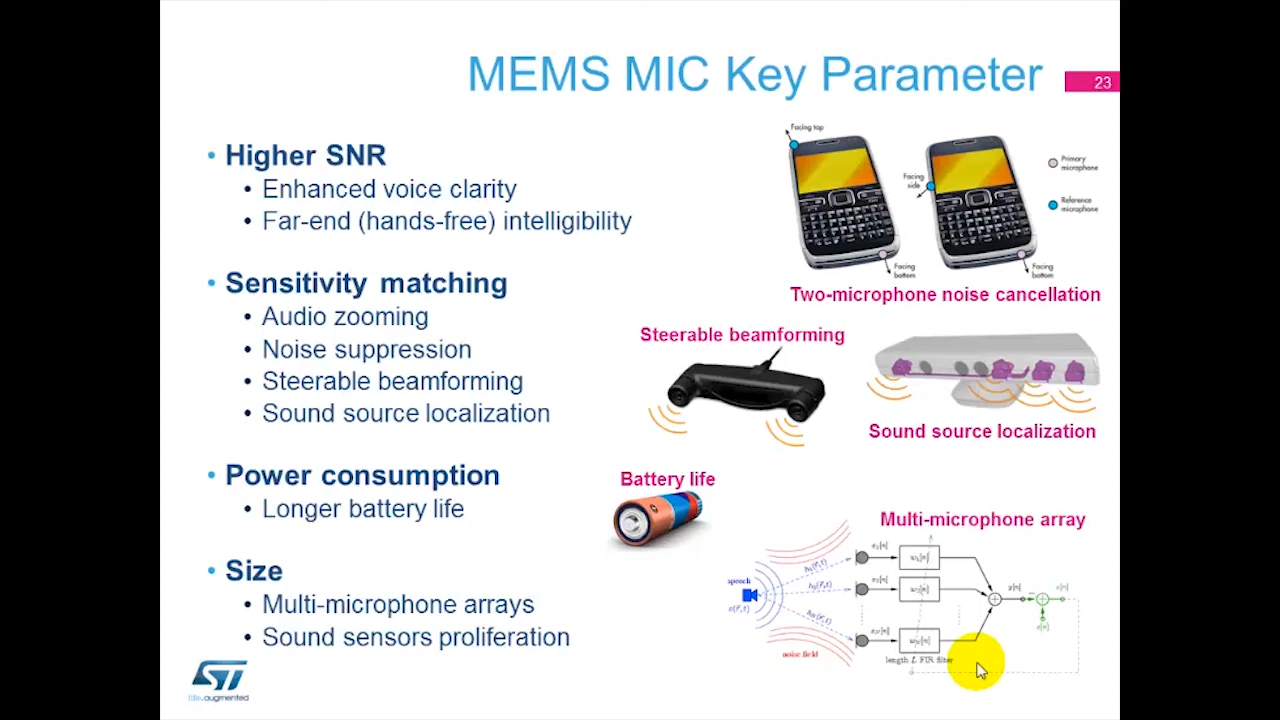 MEMS MIC Key Parameter
23
• Higher SNR
• Enhanced voice clarity
• Far-end (hands-free) intelligibility
• Sensitivity matching
• Audio zooming
• Noise suppression
• Steerable beamforming
• Sound source localization
• Power consumption
• Longer battery life
• Size
• Multi-microphone arrays
• Sound sensors proliferation
Facing top
Facing side
Facing bottom
Facing bottom
Primary microphone
Reference microphone
Two-microphone noise cancellation
Steerable beamforming
Sound source localization
Battery life
Multi-microphone array
speech
noise field
length L FIR filter
ST
life.augmented